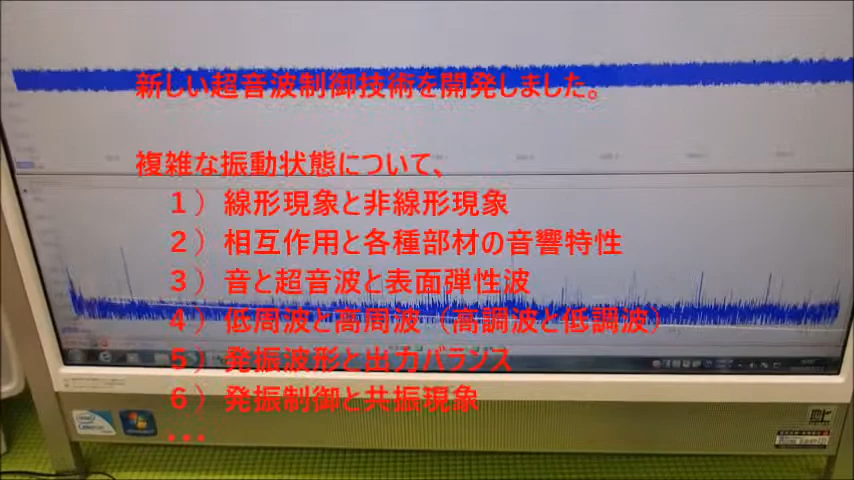 新しい超音波制御技術を開発しました。
複雑な振動状態について、
1）線形現象と非線形現象
2）相互作用と各種部材の音響特性
3）音と超音波と表面弾性波
4）低周波と高周波（高調波と低調波）
5）発振波形と出力バランス
6）発振制御と共振現象
・・・